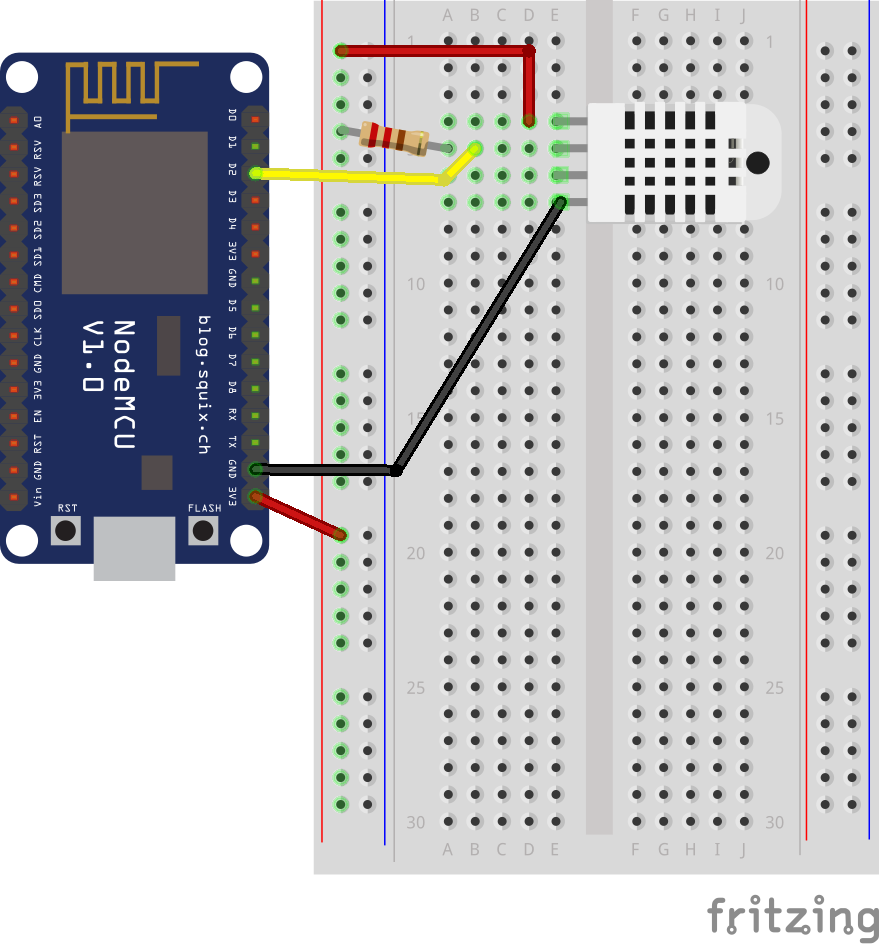 A B C D E F G H I J
1 1
10 10
15 15
20 20
25 25
30 30
A B C D E F G H I J
A0
RSV
RSV
SD3
SD2
SD1
CMD
SD0
CLK
GND
3V3
EN
RST
GND
Vin
D0
D1
D2
D3
D4
3V3
GND
D5
D6
D7
D8
RX
TX
GND
3V3
NodeMCU
V1.0
blog.squix.ch
RST
FLASH
fritzing